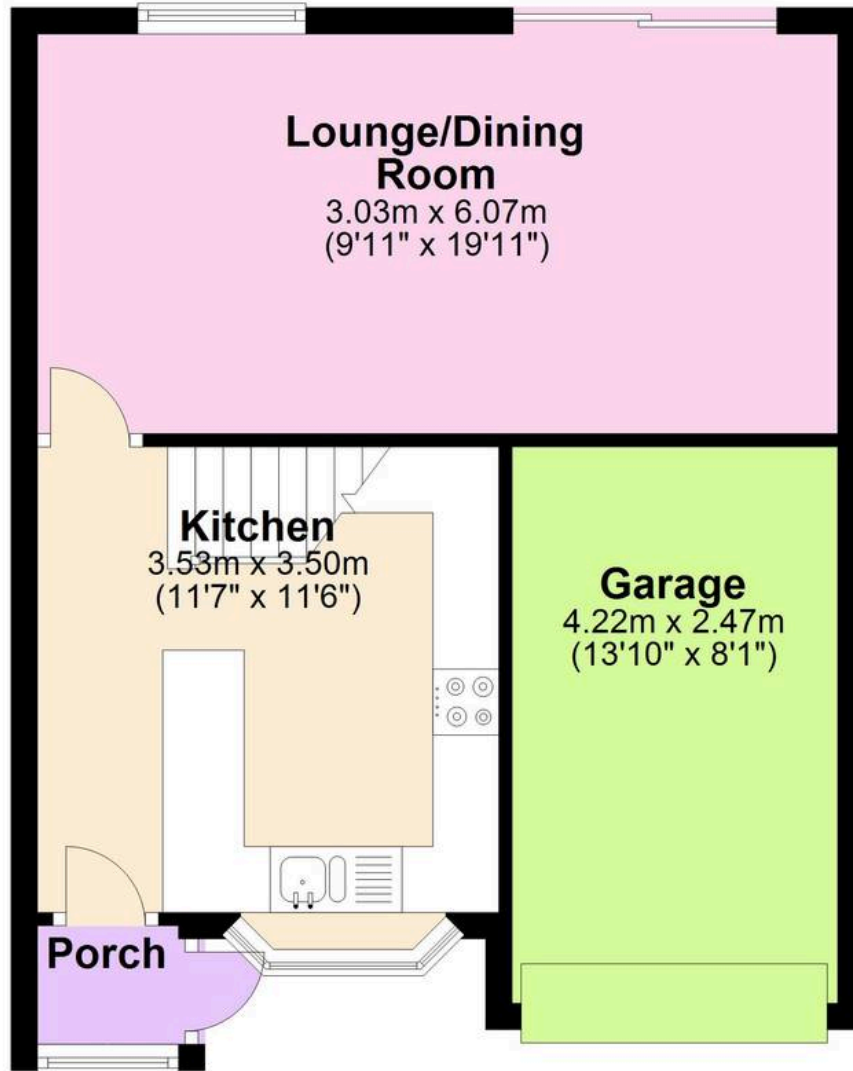 Lounge/Dining
Room
3.03m x 6.07m
(9'11" x 19'11")
Kitchen
3.53m x 3.50m
(11'7" x 11'6")
Garage
4.22m x 2.47m
(13'10" x 8'1")
Porch